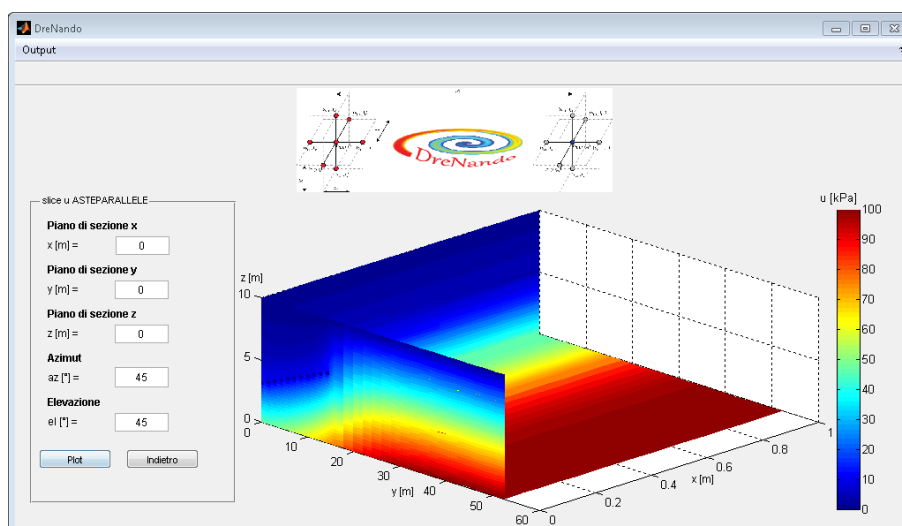 DreNando
Output
DreNando
slice u ASTEPARALLELE
Piano di sezione x
x [m] = 0
Piano di sezione y
y [m] = 0
Piano di sezione z
z [m] = 0
Azimut
az [°] = 45
Elevazione
el [°] = 45
Plot Indietro
z [m]
10
5
0
0
10
20
30
40
50
60
y [m]
0
0.2
0.4
0.6
0.8
1
x [m]
u [kPa]
100
90
80
70
60
50
40
30
20
10
0